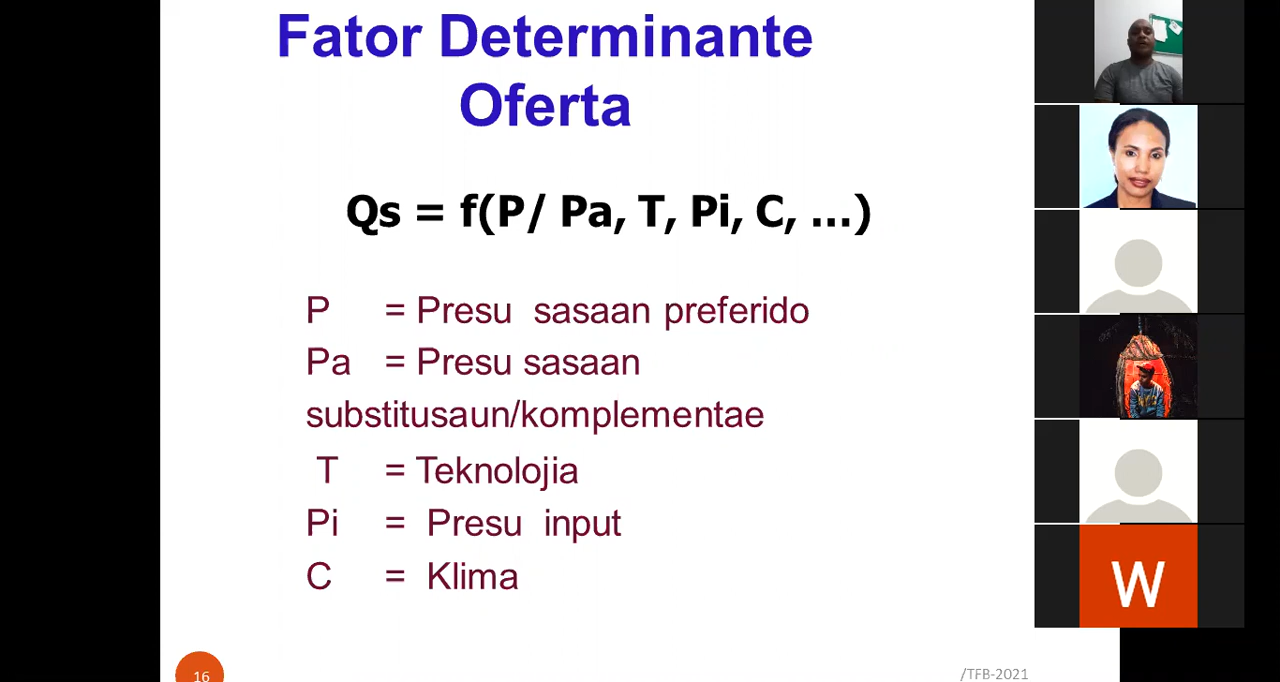 Fator Determinante
Oferta
Qs = f(P/ Pa, T, Pi, C, ...)
P = Presu sasaan preferido
Pa = Presu sasaan
substitusaun/komplementae
T = Teknolojia
Pi = Presu input
C = Klima
16
/TFB-2021
W